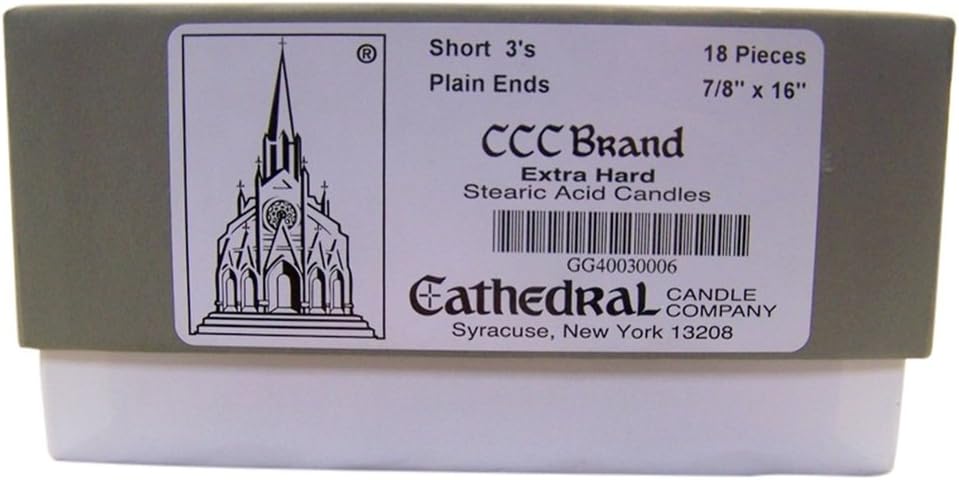 ®
Short 3's 18 Pieces
Plain Ends 7/8" x 16"
CCC Brand
Extra Hard
Stearic Acid Candles
GG40030006
Cathedral CANDLE COMPANY
Syracuse, New York 13208